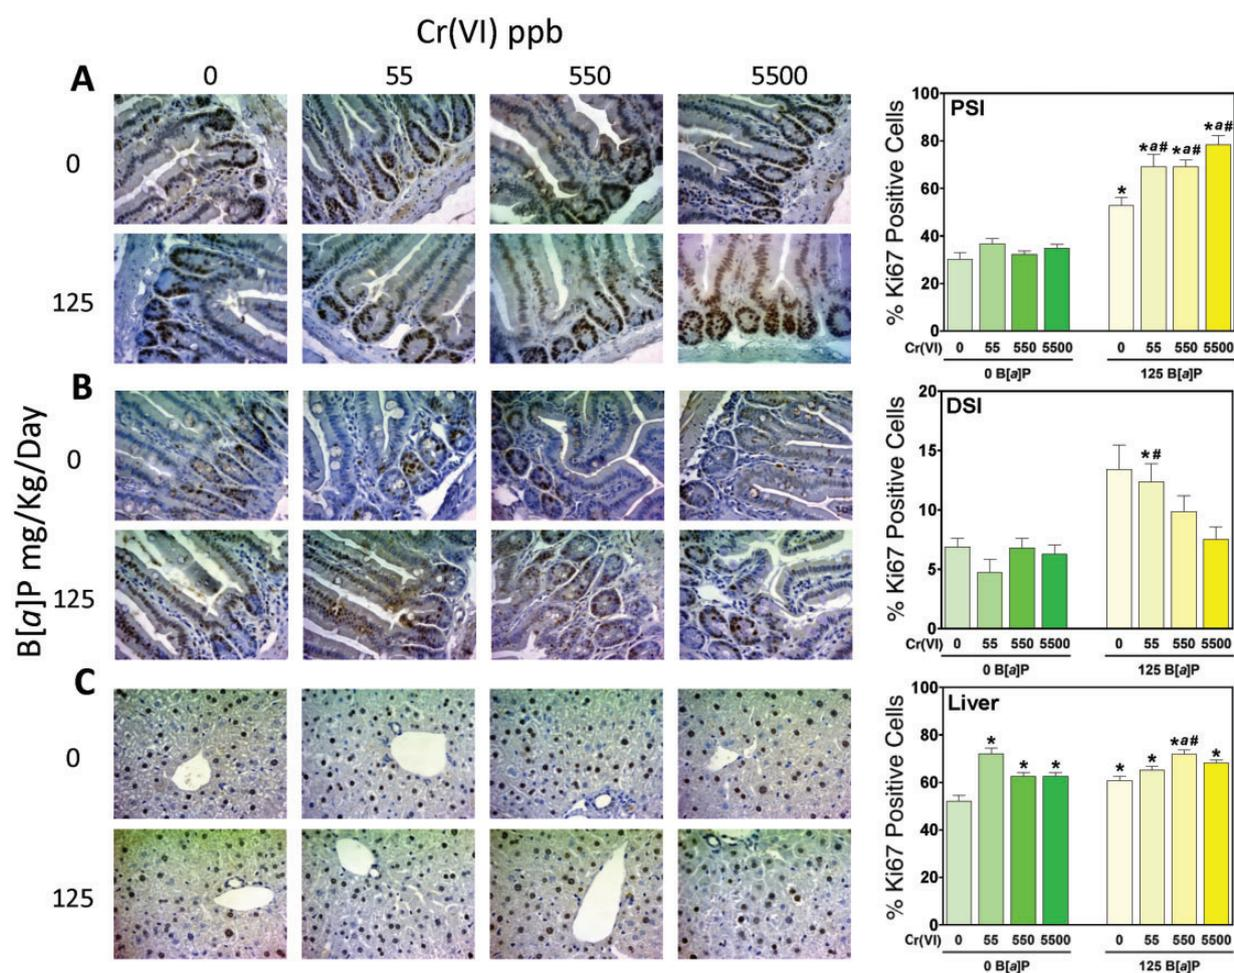 Cr(VI) ppb
0 55 550 5500
A
0
125
B
0
125
C
0
125
B[a]P mg/Kg/Day
PSI
% Ki67 Positive Cells
100
80
60
40
20
0
* *a# *a# *a#
Cr(VI) 0 55 550 5500 0 55 550 5500
0 B[a]P 125 B[a]P
DSI
% Ki67 Positive Cells
20
15
10
5
0
*#
Cr(VI) 0 55 550 5500 0 55 550 5500
0 B[a]P 125 B[a]P
Liver
% Ki67 Positive Cells
100
80
60
40
20
0
* * * * * *a# *
Cr(VI) 0 55 550 5500 0 55 550 5500
0 B[a]P 125 B[a]P